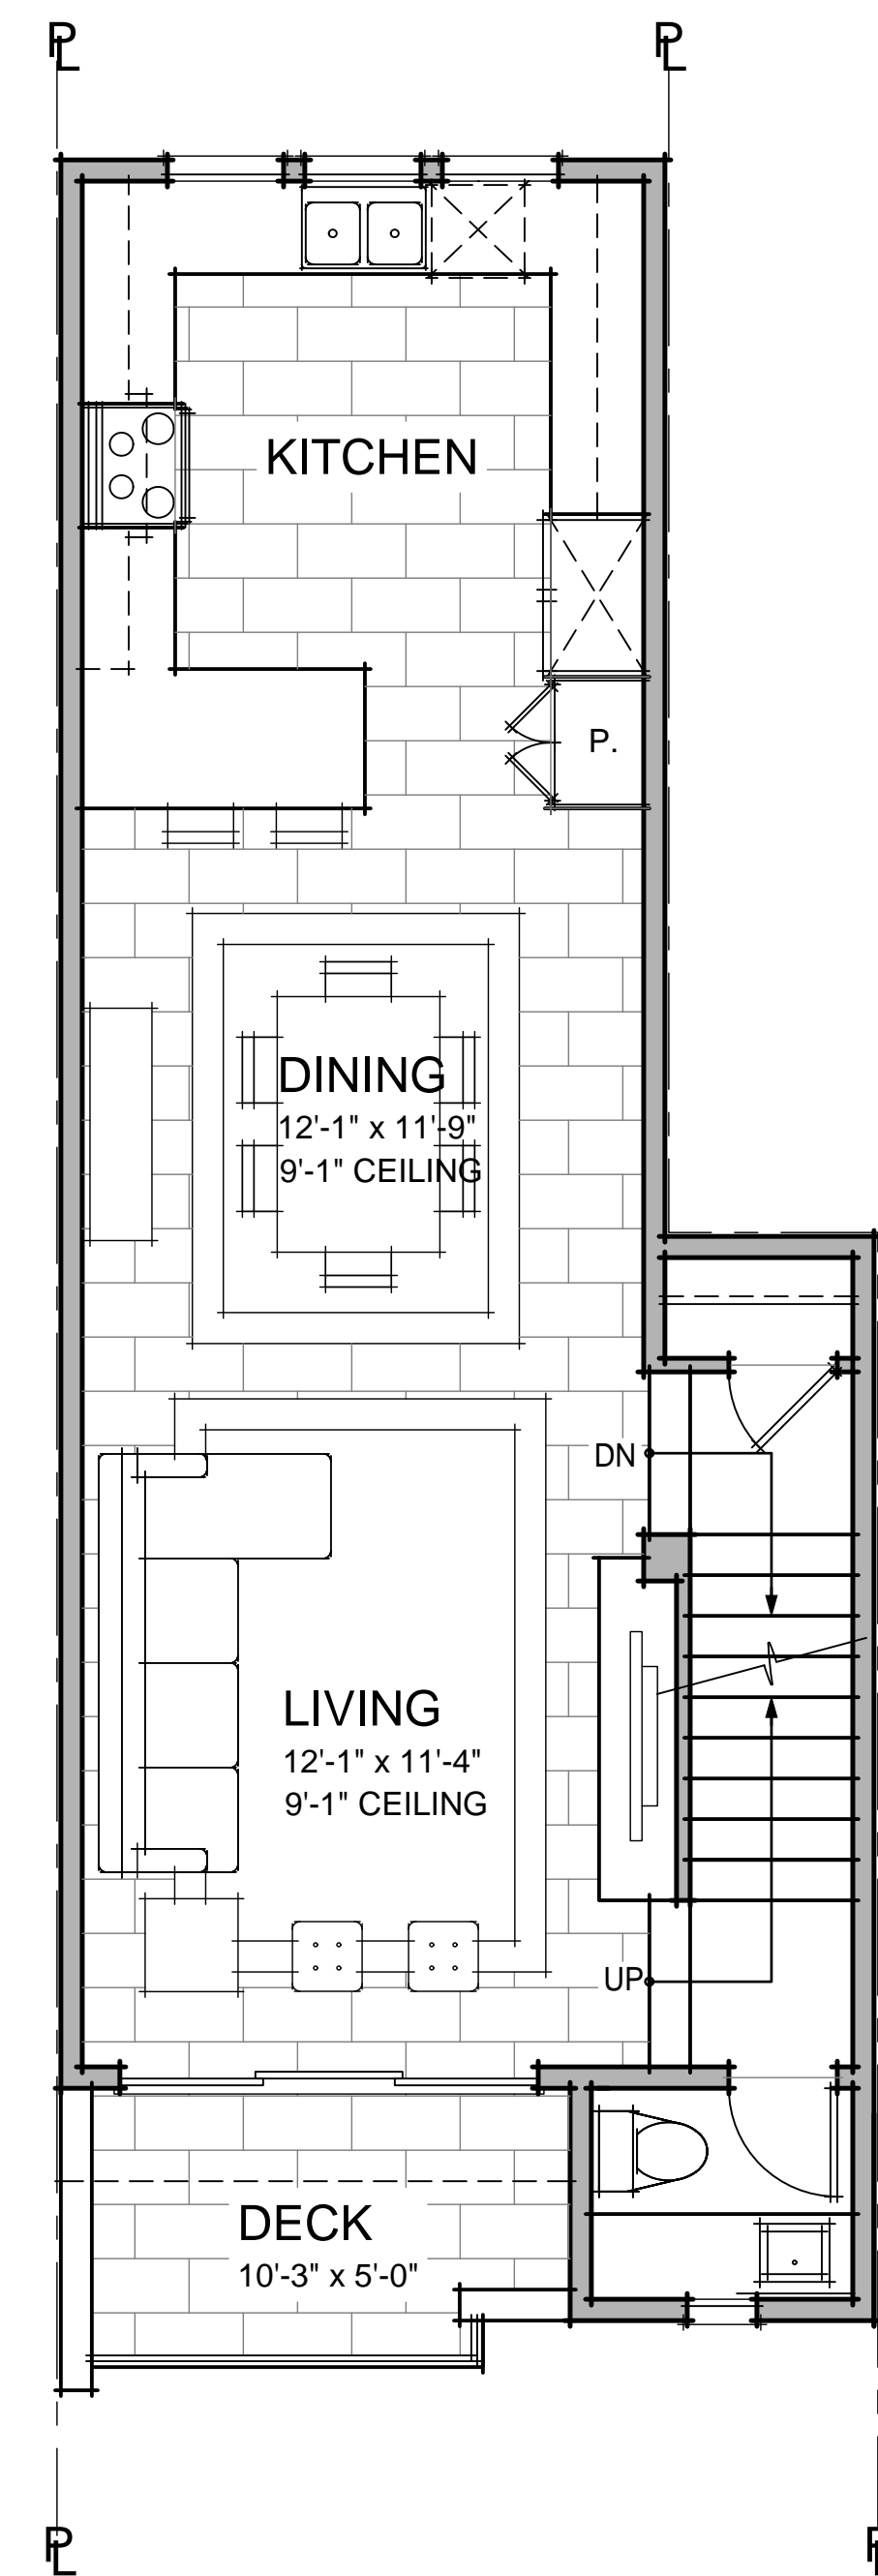 PL PL
KITCHEN
P.
DINING
12'-1" x 11'-9"
9'-1" CEILING
DN
LIVING
12'-1" x 11'-4"
9'-1" CEILING
UP
DECK
10'-3" x 5'-0"
PL